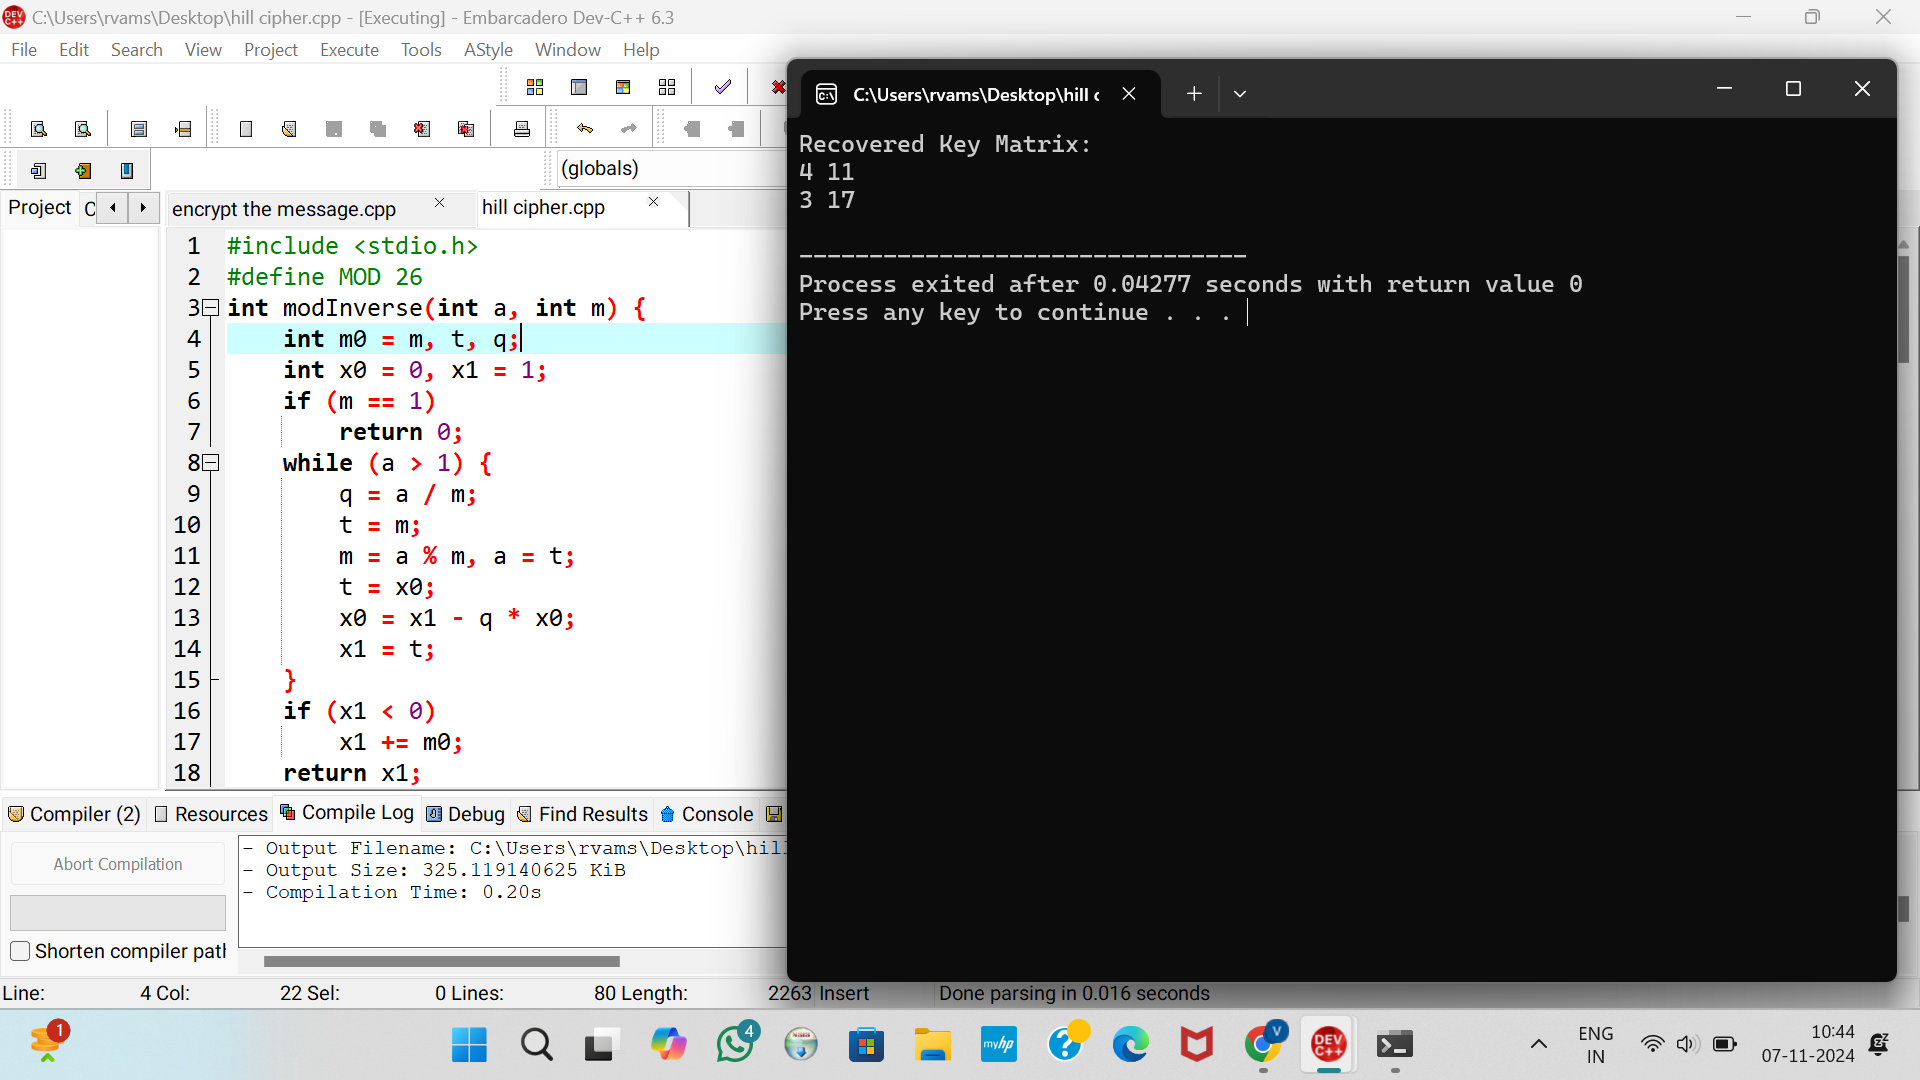 C:\Users\rvams\Desktop\hill cipher.cpp - [Executing] - Embarcadero Dev-C++ 6.3
File Edit Search View Project Execute Tools AStyle Window Help
(globals)
Project
encrypt the message.cpp
hill cipher.cpp
1 #include <stdio.h>
2 #define MOD 26
3 int modInverse(int a, int m) {
4 int m0 = m, t, q;
5 int x0 = 0, x1 = 1;
6 if (m == 1)
7 return 0;
8 while (a > 1) {
9 q = a / m;
10 t = m;
11 m = a % m, a = t;
12 t = x0;
13 x0 = x1 - q * x0;
14 x1 = t;
15 }
16 if (x1 < 0)
17 x1 += m0;
18 return x1;
C:\Users\rvams\Desktop\hill c
Recovered Key Matrix:
4 11
3 17
--------------------------------
Process exited after 0.04277 seconds with return value 0
Press any key to continue . . .
Compiler (2) Resources Compile Log Debug Find Results Console
Abort Compilation
Shorten compiler path
- Output Filename: C:\Users\rvams\Desktop\hill
- Output Size: 325.119140625 KiB
- Compilation Time: 0.20s
Line: 4 Col: 22 Sel: 0 Lines: 80 Length: 2263 Insert Done parsing in 0.016 seconds
1
4
myhp
V
DEV C++
ENG
IN
10:44
07-11-2024